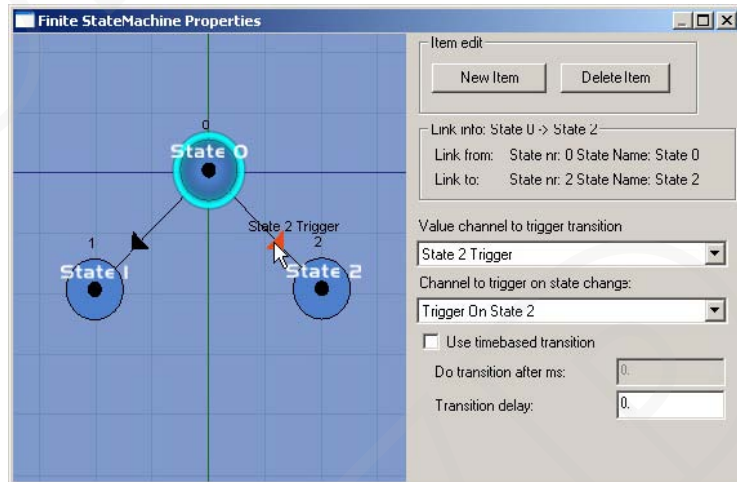 Finite StateMachine Properties
0
State 0
State 2 Trigger
1
2
State 1
State 2
Item edit
New Item
Delete Item
Link info: State 0 -> State 2
Link from: State nr: 0 State Name: State 0
Link to: State nr: 2 State Name: State 2
Value channel to trigger transition
State 2 Trigger
Channel to trigger on state change:
Trigger On State 2
Use timebased transition
Do transition after ms: 0.
Transition delay: 0.